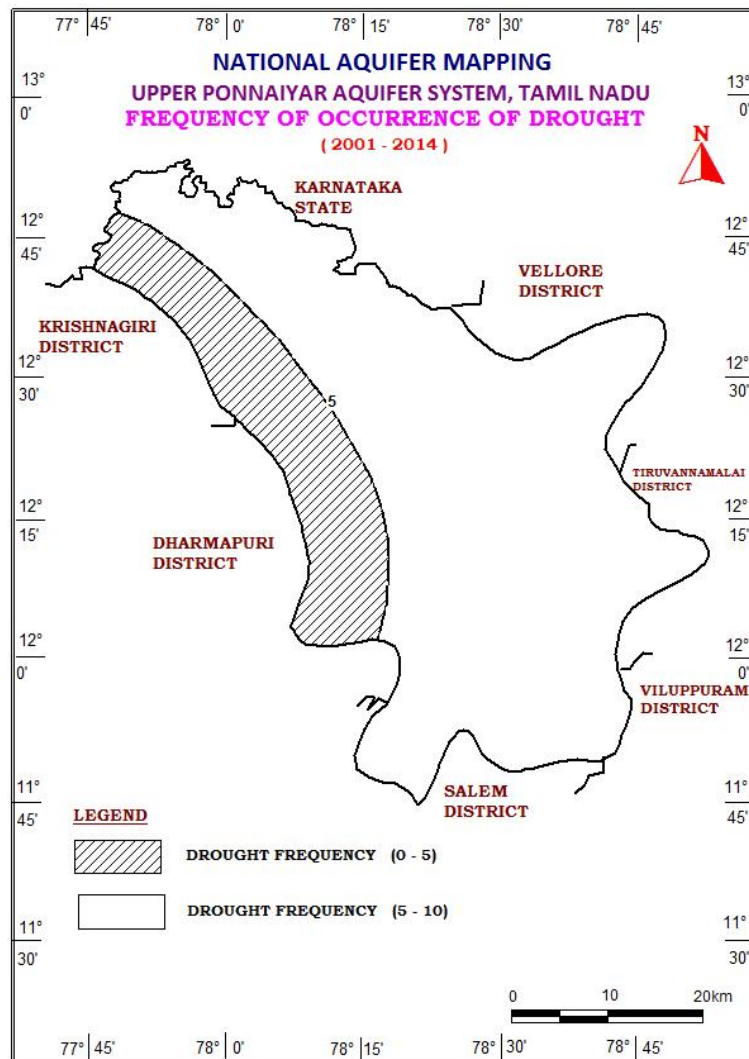 77° 45' 78° 0' 78° 15' 78° 30' 78° 45'
NATIONAL AQUIFER MAPPING
UPPER PONNAIYAR AQUIFER SYSTEM, TAMIL NADU
FREQUENCY OF OCCURRENCE OF DROUGHT
( 2001 - 2014 )
13°
0'
13°
0'
N
KARNATAKA
STATE
12°
45'
12°
45'
VELLORE
DISTRICT
KRISHNAGIRI
DISTRICT
12°
30'
12°
30'
5
TIRUVANNAMALAI
DISTRICT
12°
15'
12°
15'
DHARMAPURI
DISTRICT
12°
0'
12°
0'
VILUPPURAM
DISTRICT
SALEM
DISTRICT
11°
45'
11°
45'
LEGEND
DROUGHT FREQUENCY (0 - 5)
DROUGHT FREQUENCY (5 - 10)
11°
30'
11°
30'
0 10 20km
77° 45' 78° 0' 78° 15' 78° 30' 78° 45'